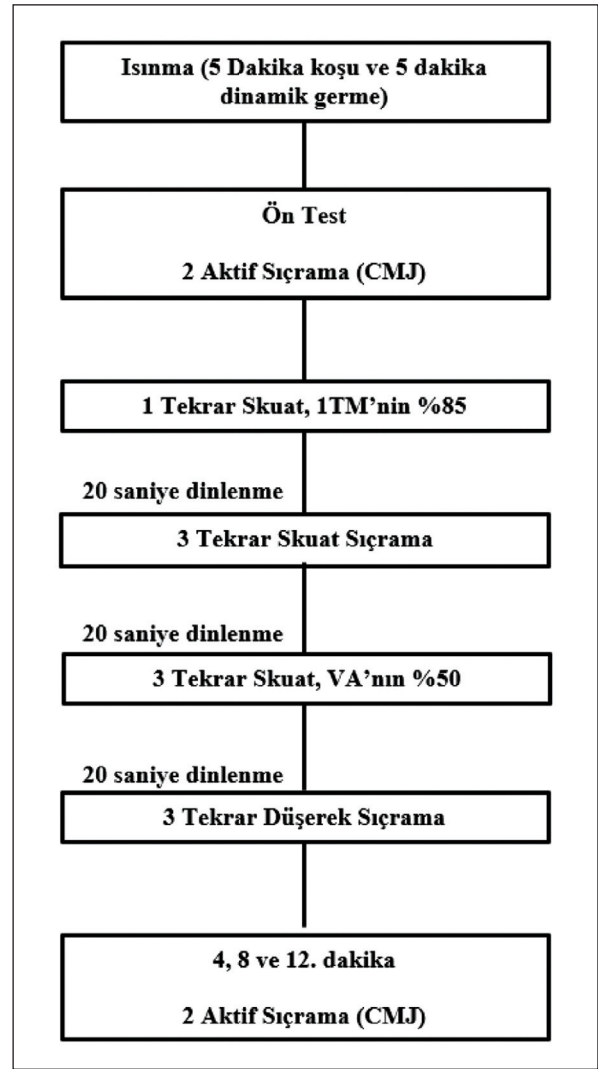 Isınma (5 Dakika koşu ve 5 dakika
dinamik germe)
Ön Test
2 Aktif Sıçrama (CMJ)
1 Tekrar Skuat, 1TM’nin %85
20 saniye dinlenme
3 Tekrar Skuat Sıçrama
20 saniye dinlenme
3 Tekrar Skuat, VA’nın %50
20 saniye dinlenme
3 Tekrar Düşerek Sıçrama
4, 8 ve 12. dakika
2 Aktif Sıçrama (CMJ)